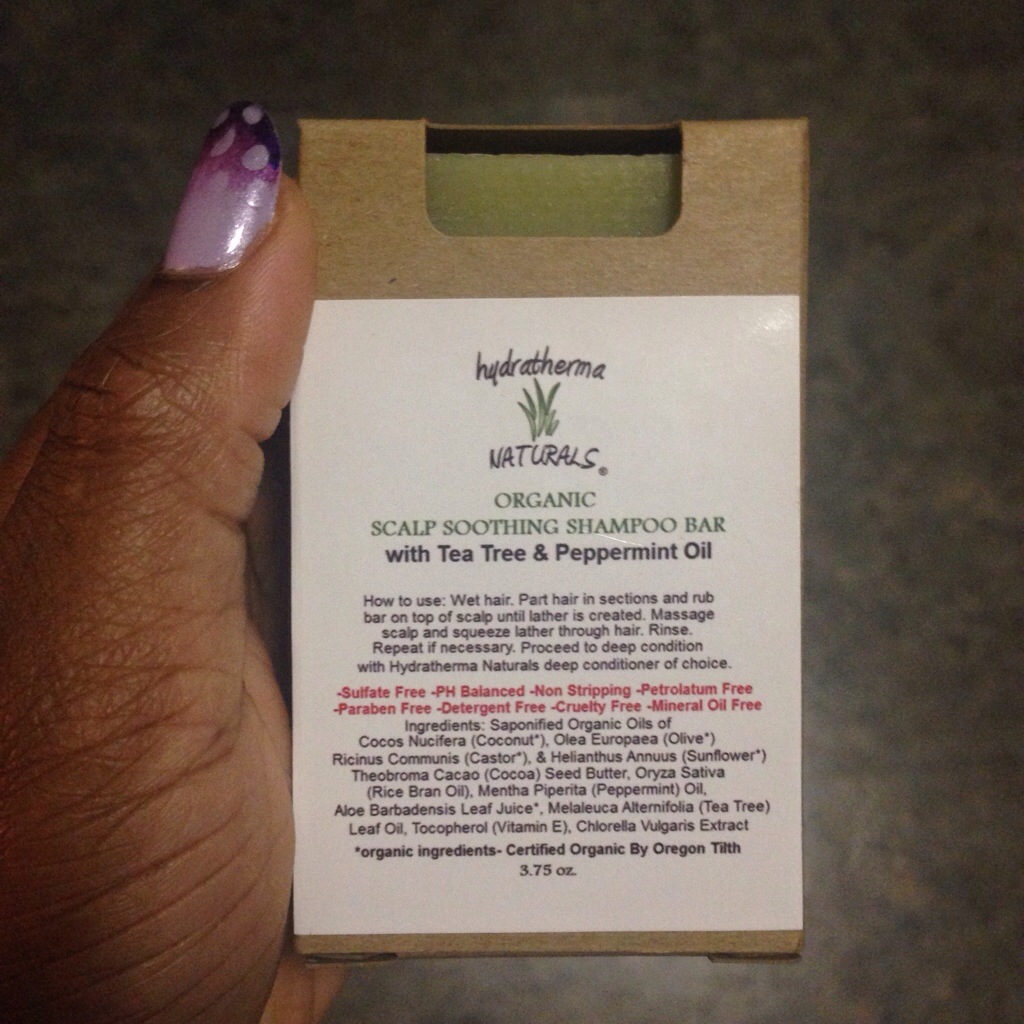 hydratherma
NATURALS®
ORGANIC
SCALP SOOTHING SHAMPOO BAR
with Tea Tree & Peppermint Oil
How to use: Wet hair. Part hair in sections and rub
bar on top of scalp until lather is created. Massage
scalp and squeeze lather through hair. Rinse.
Repeat if necessary. Proceed to deep condition
with Hydratherma Naturals deep conditioner of choice.
-Sulfate Free -PH Balanced -Non Stripping -Petrolatum Free
-Paraben Free -Detergent Free -Cruelty Free -Mineral Oil Free
Ingredients: Saponified Organic Oils of
Cocos Nucifera (Coconut*), Olea Europaea (Olive*)
Ricinus Communis (Castor*), & Helianthus Annuus (Sunflower*)
Theobroma Cacao (Cocoa) Seed Butter, Oryza Sativa
(Rice Bran Oil), Mentha Piperita (Peppermint) Oil,
Aloe Barbadensis Leaf Juice*, Melaleuca Alternifolia (Tea Tree)
Leaf Oil, Tocopherol (Vitamin E), Chlorella Vulgaris Extract
*organic ingredients- Certified Organic By Oregon Tilth
3.75 oz.